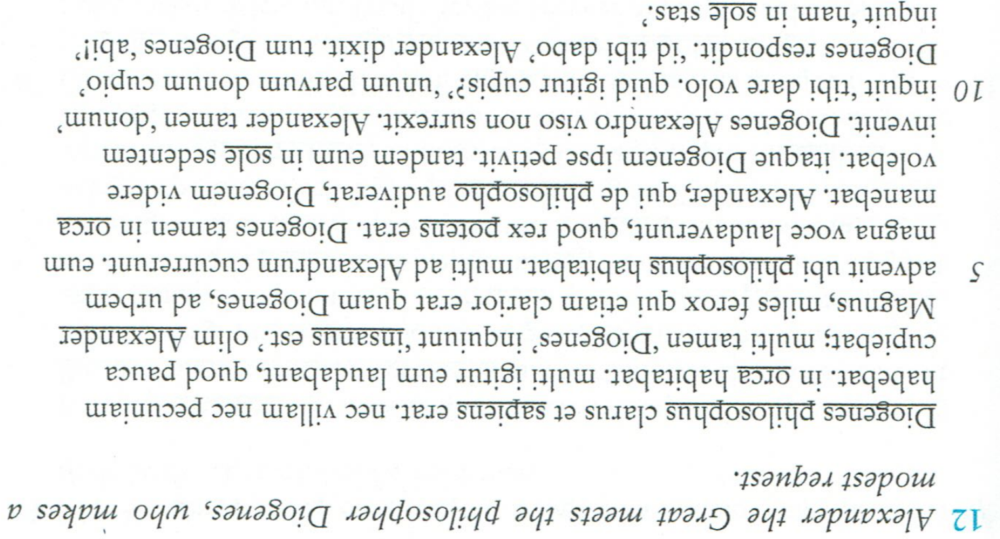 12 Alexander the Great meets the philosopher Diogenes, who makes a
modest request.
Diogenes philosophus clarus et sapiens erat. nec villam nec pecuniam
habebat. in orca habitabat. multi igitur eum laudabant, quod pauca
cupiebat; multi tamen ‘Diogenes’ inquiunt ‘insanus est.’ olim Alexander
Magnus, miles ferox qui etiam clarior erat quam Diogenes, ad urbem
5 advenit ubi philosophus habitabat. multi ad Alexandrum cucurrerunt. eum
magna voce laudaverunt, quod rex potens erat. Diogenes tamen in orca
manebat. Alexander, qui de philosopho audiverat, Diogenem videre
volebat. itaque Diogenem ipse petivit. tandem eum in sole sedentem
invenit. Diogenes Alexandro viso non surrexit. Alexander tamen ‘donum’
10 inquit ‘tibi dare volo. quid igitur cupis?’ ‘unum parvum donum cupio’
Diogenes respondit. ‘id tibi dabo’ Alexander dixit. tum Diogenes ‘abi!’
inquit ‘nam in sole stas.’